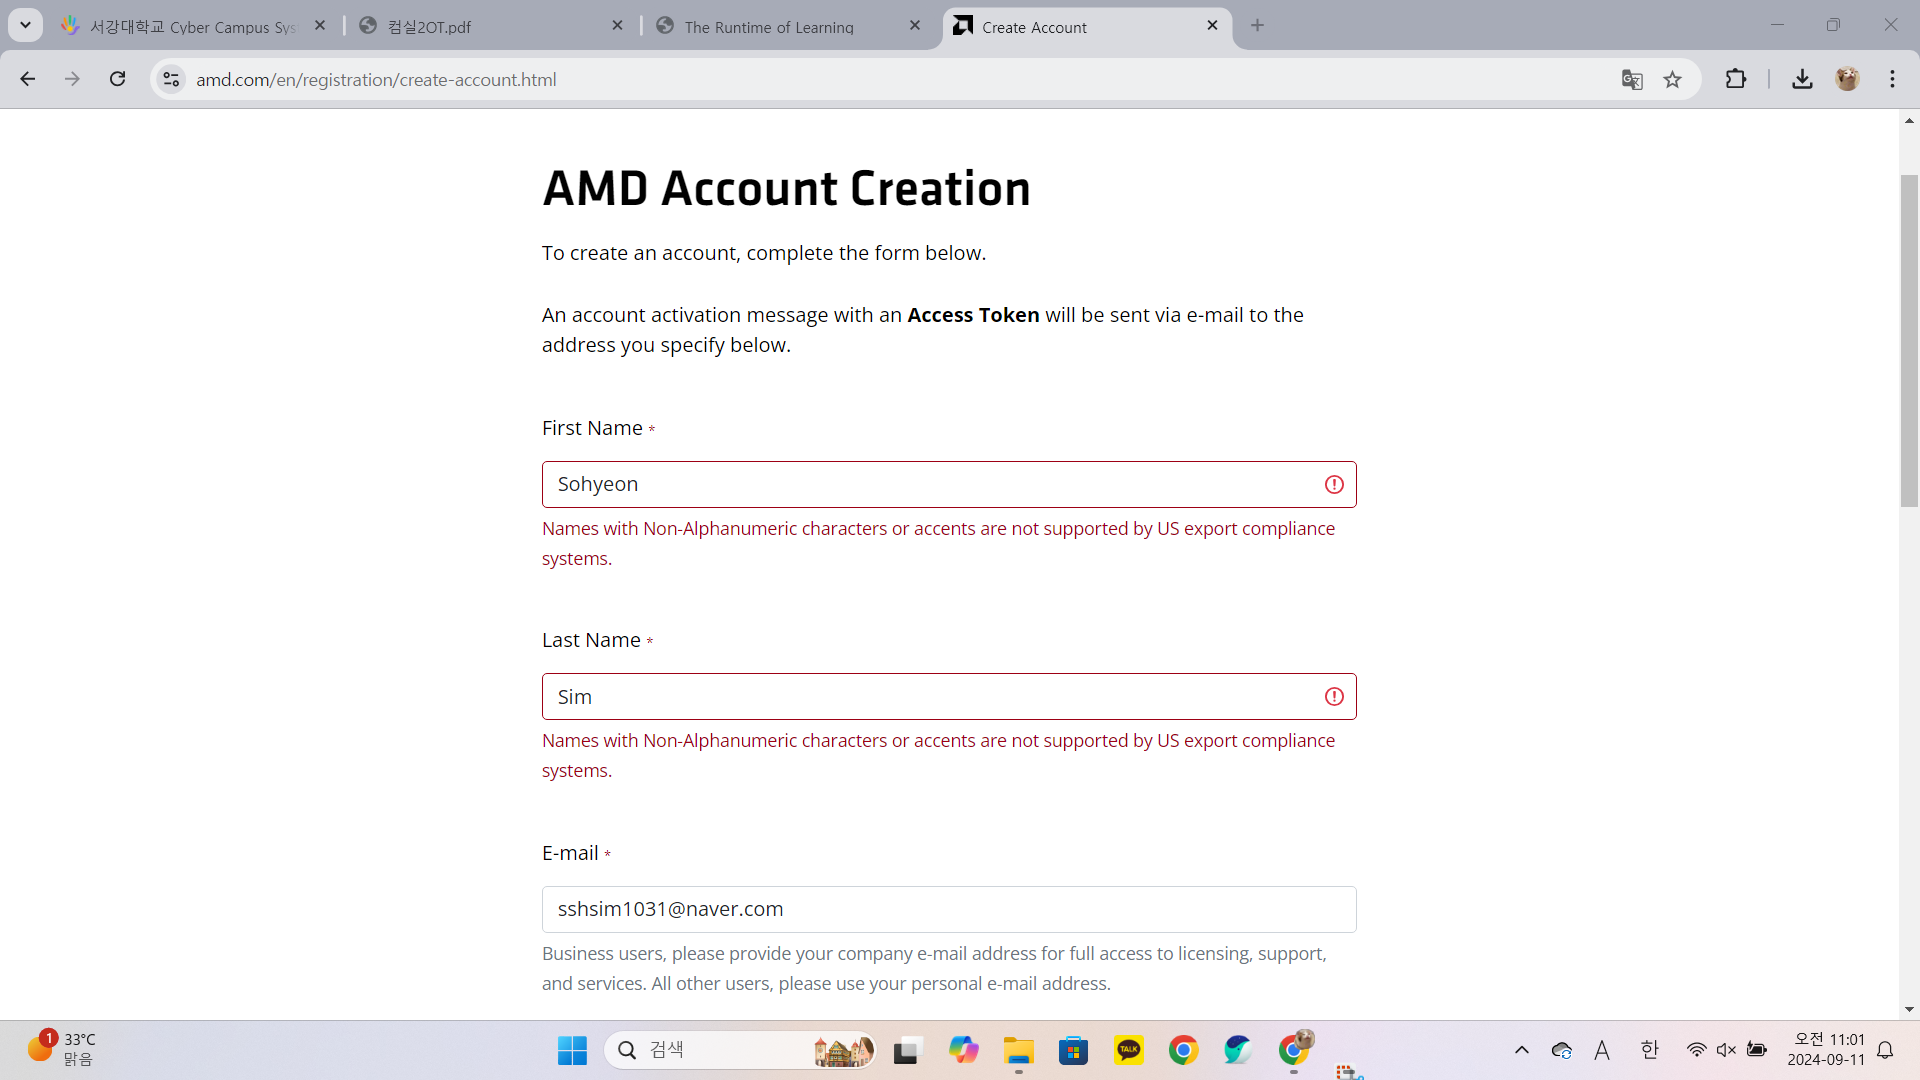 서강대학교 Cyber Campus Sys
컴실2OT.pdf
The Runtime of Learning
Create Account
amd.com/en/registration/create-account.html
AMD Account Creation
To create an account, complete the form below.
An account activation message with an Access Token will be sent via e-mail to the
address you specify below.
First Name *
Sohyeon
Names with Non-Alphanumeric characters or accents are not supported by US export compliance
systems.
Last Name *
Sim
Names with Non-Alphanumeric characters or accents are not supported by US export compliance
systems.
E-mail *
sshsim1031@naver.com
Business users, please provide your company e-mail address for full access to licensing, support,
and services. All other users, please use your personal e-mail address.
1
33°C
맑음
검색
TALK
A
한
오전 11:01
2024-09-11